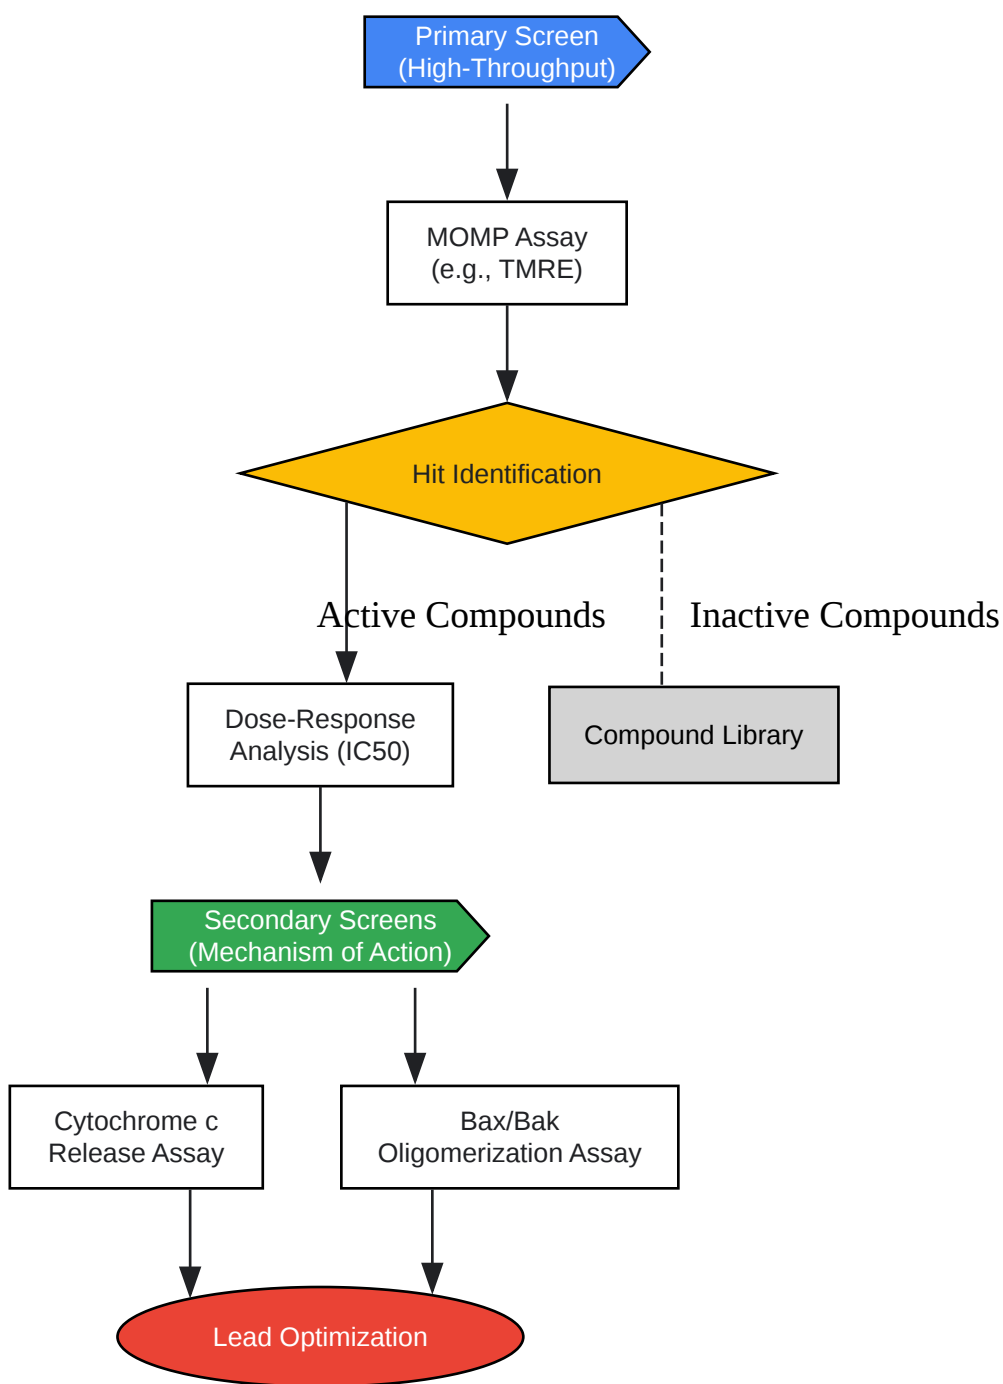 Primary Screen
(High-Throughput)
MOMP Assay
(e.g., TMRE)
Hit Identification
Active Compounds
Inactive Compounds
Dose-Response
Analysis (IC50)
Compound Library
Secondary Screens
(Mechanism of Action)
Cytochrome c
Release Assay
Bax/Bak
Oligomerization Assay
Lead Optimization